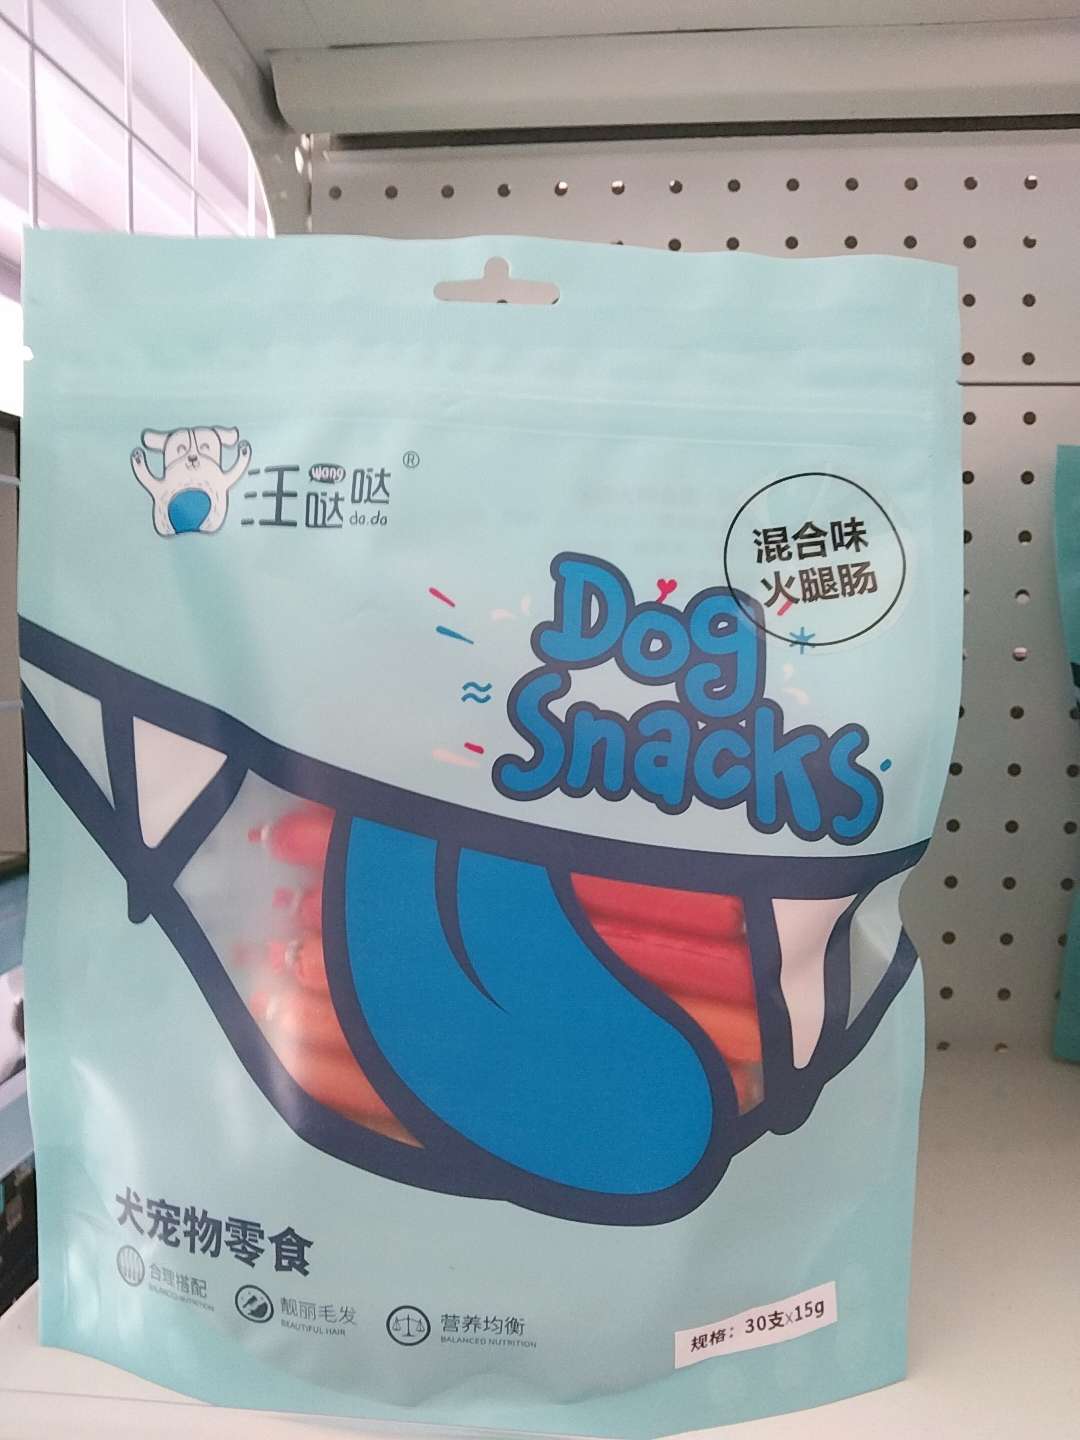 汪哒哒®
wang
da.da
混合味
火腿肠
Dog
Snacks
犬宠物零食
合理搭配
BALANCED NUTRITION
靓丽毛发
BEAUTIFUL HAIR
营养均衡
BALANCED NUTRITION
规格：30支x15g